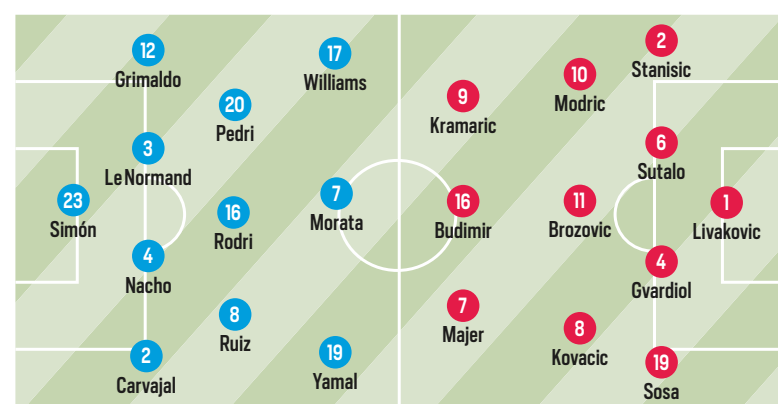 23
Simón
12
Grimaldo
3
Le Normand
4
Nacho
2
Carvajal
20
Pedri
16
Rodri
8
Ruiz
17
Williams
7
Morata
19
Yamal
9
Kramaric
16
Budimir
7
Majer
10
Modric
11
Brozovic
8
Kovacic
2
Stanisic
6
Sutalo
4
Gvardiol
19
Sosa
1
Livakovic